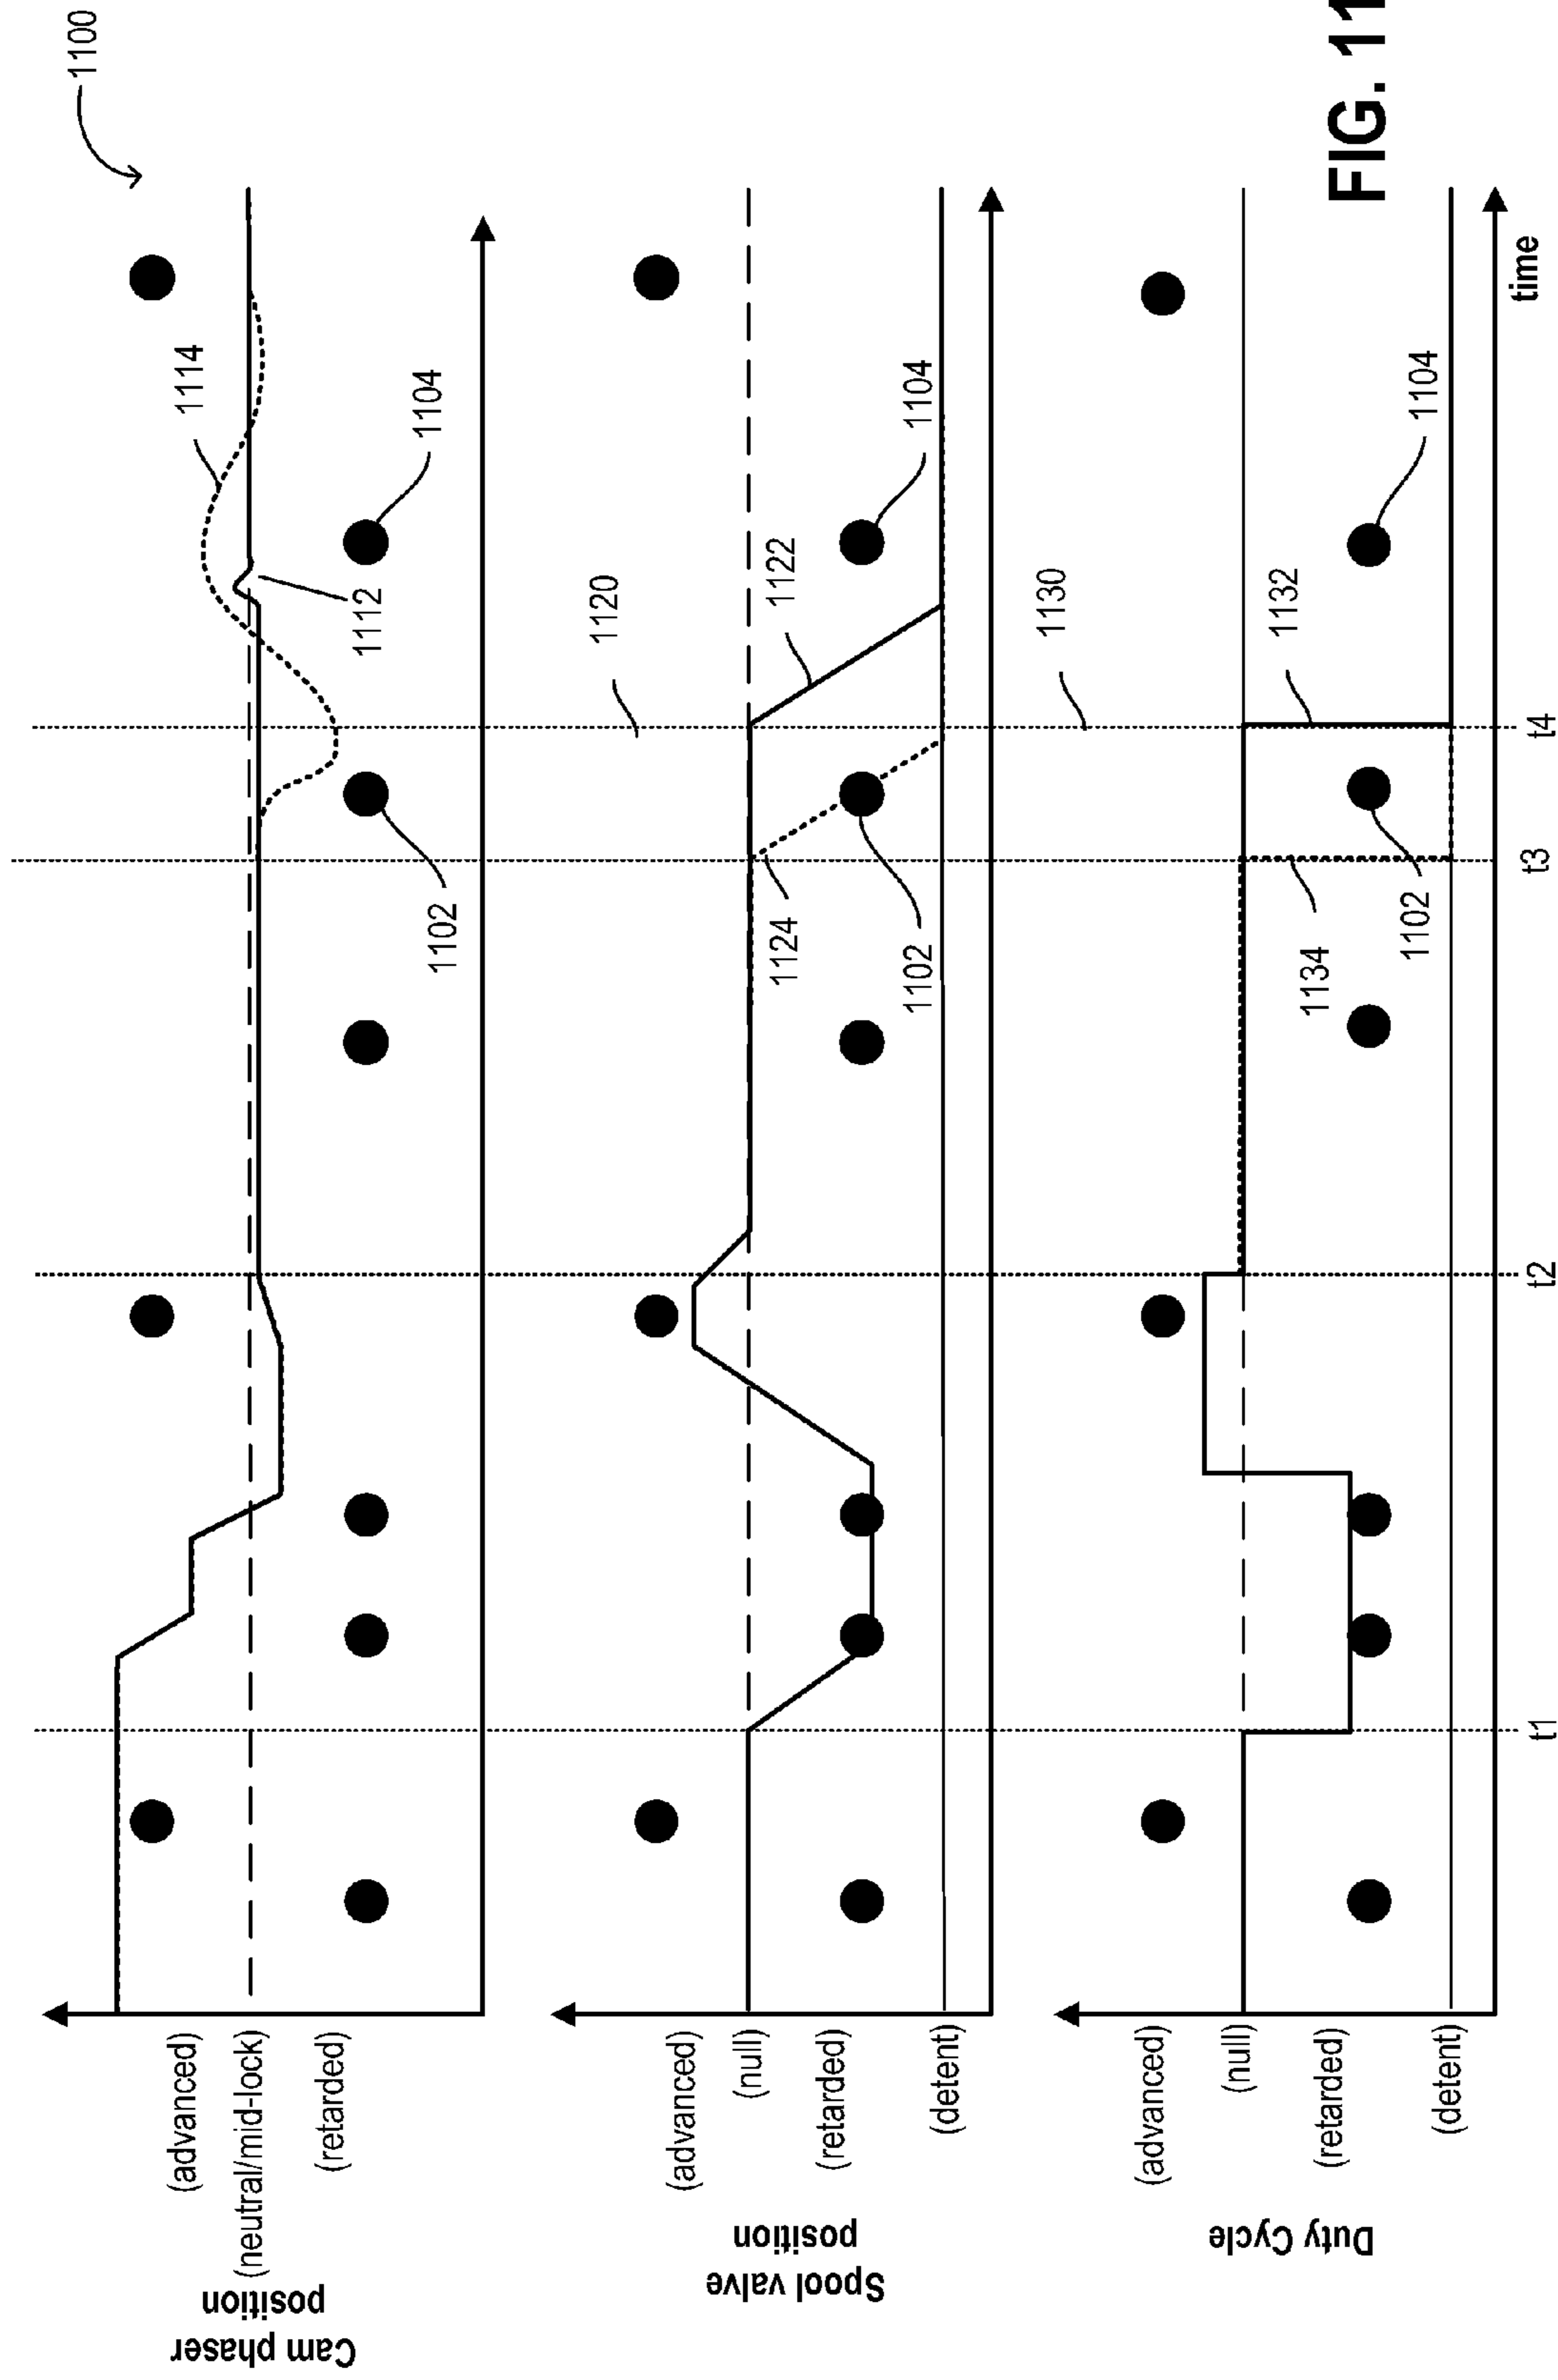 1100
(advanced)
(neutral/mid-lock)
(retarded)
Cam phaser
position
1114
1112
1102
1104
1120
(advanced)
(null)
(retarded)
(detent)
Spool valve
position
1124
1122
1102
1104
1130
(advanced)
(null)
(retarded)
(detent)
Duty Cycle
1134
1132
1102
1104
t1
t2
t3
t4
time
FIG. 11